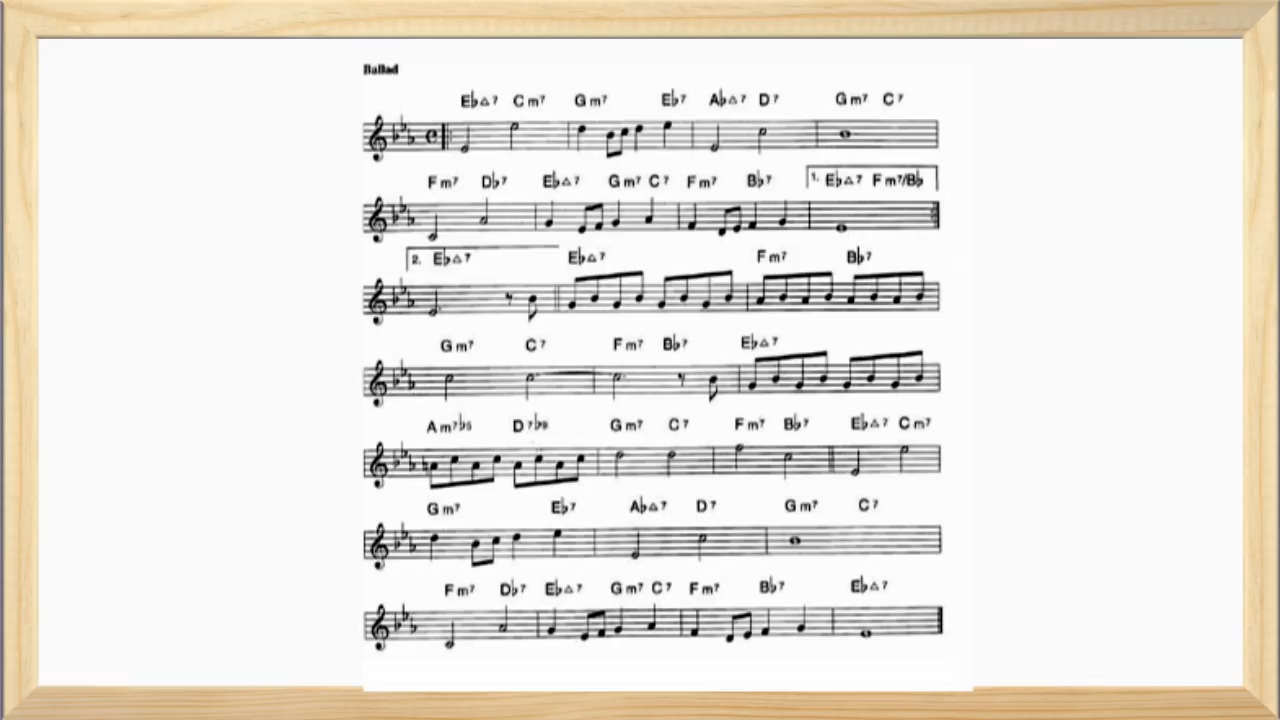 Ballad
E♭△7 Cm7 Gm7 E♭7 A♭△7 D7 Gm7 C7
Fm7 D♭7 E♭△7 Gm7 C7 Fm7 B♭7 1. E♭△7 Fm7/B♭
2. E♭△7 E♭△7 Fm7 B♭7
Gm7 C7 Fm7 B♭7 E♭△7
Am7♭5 D7♭9 Gm7 C7 Fm7 B♭7 E♭△7 Cm7
Gm7 E♭7 A♭△7 D7 Gm7 C7
Fm7 D♭7 E♭△7 Gm7 C7 Fm7 B♭7 E♭△7